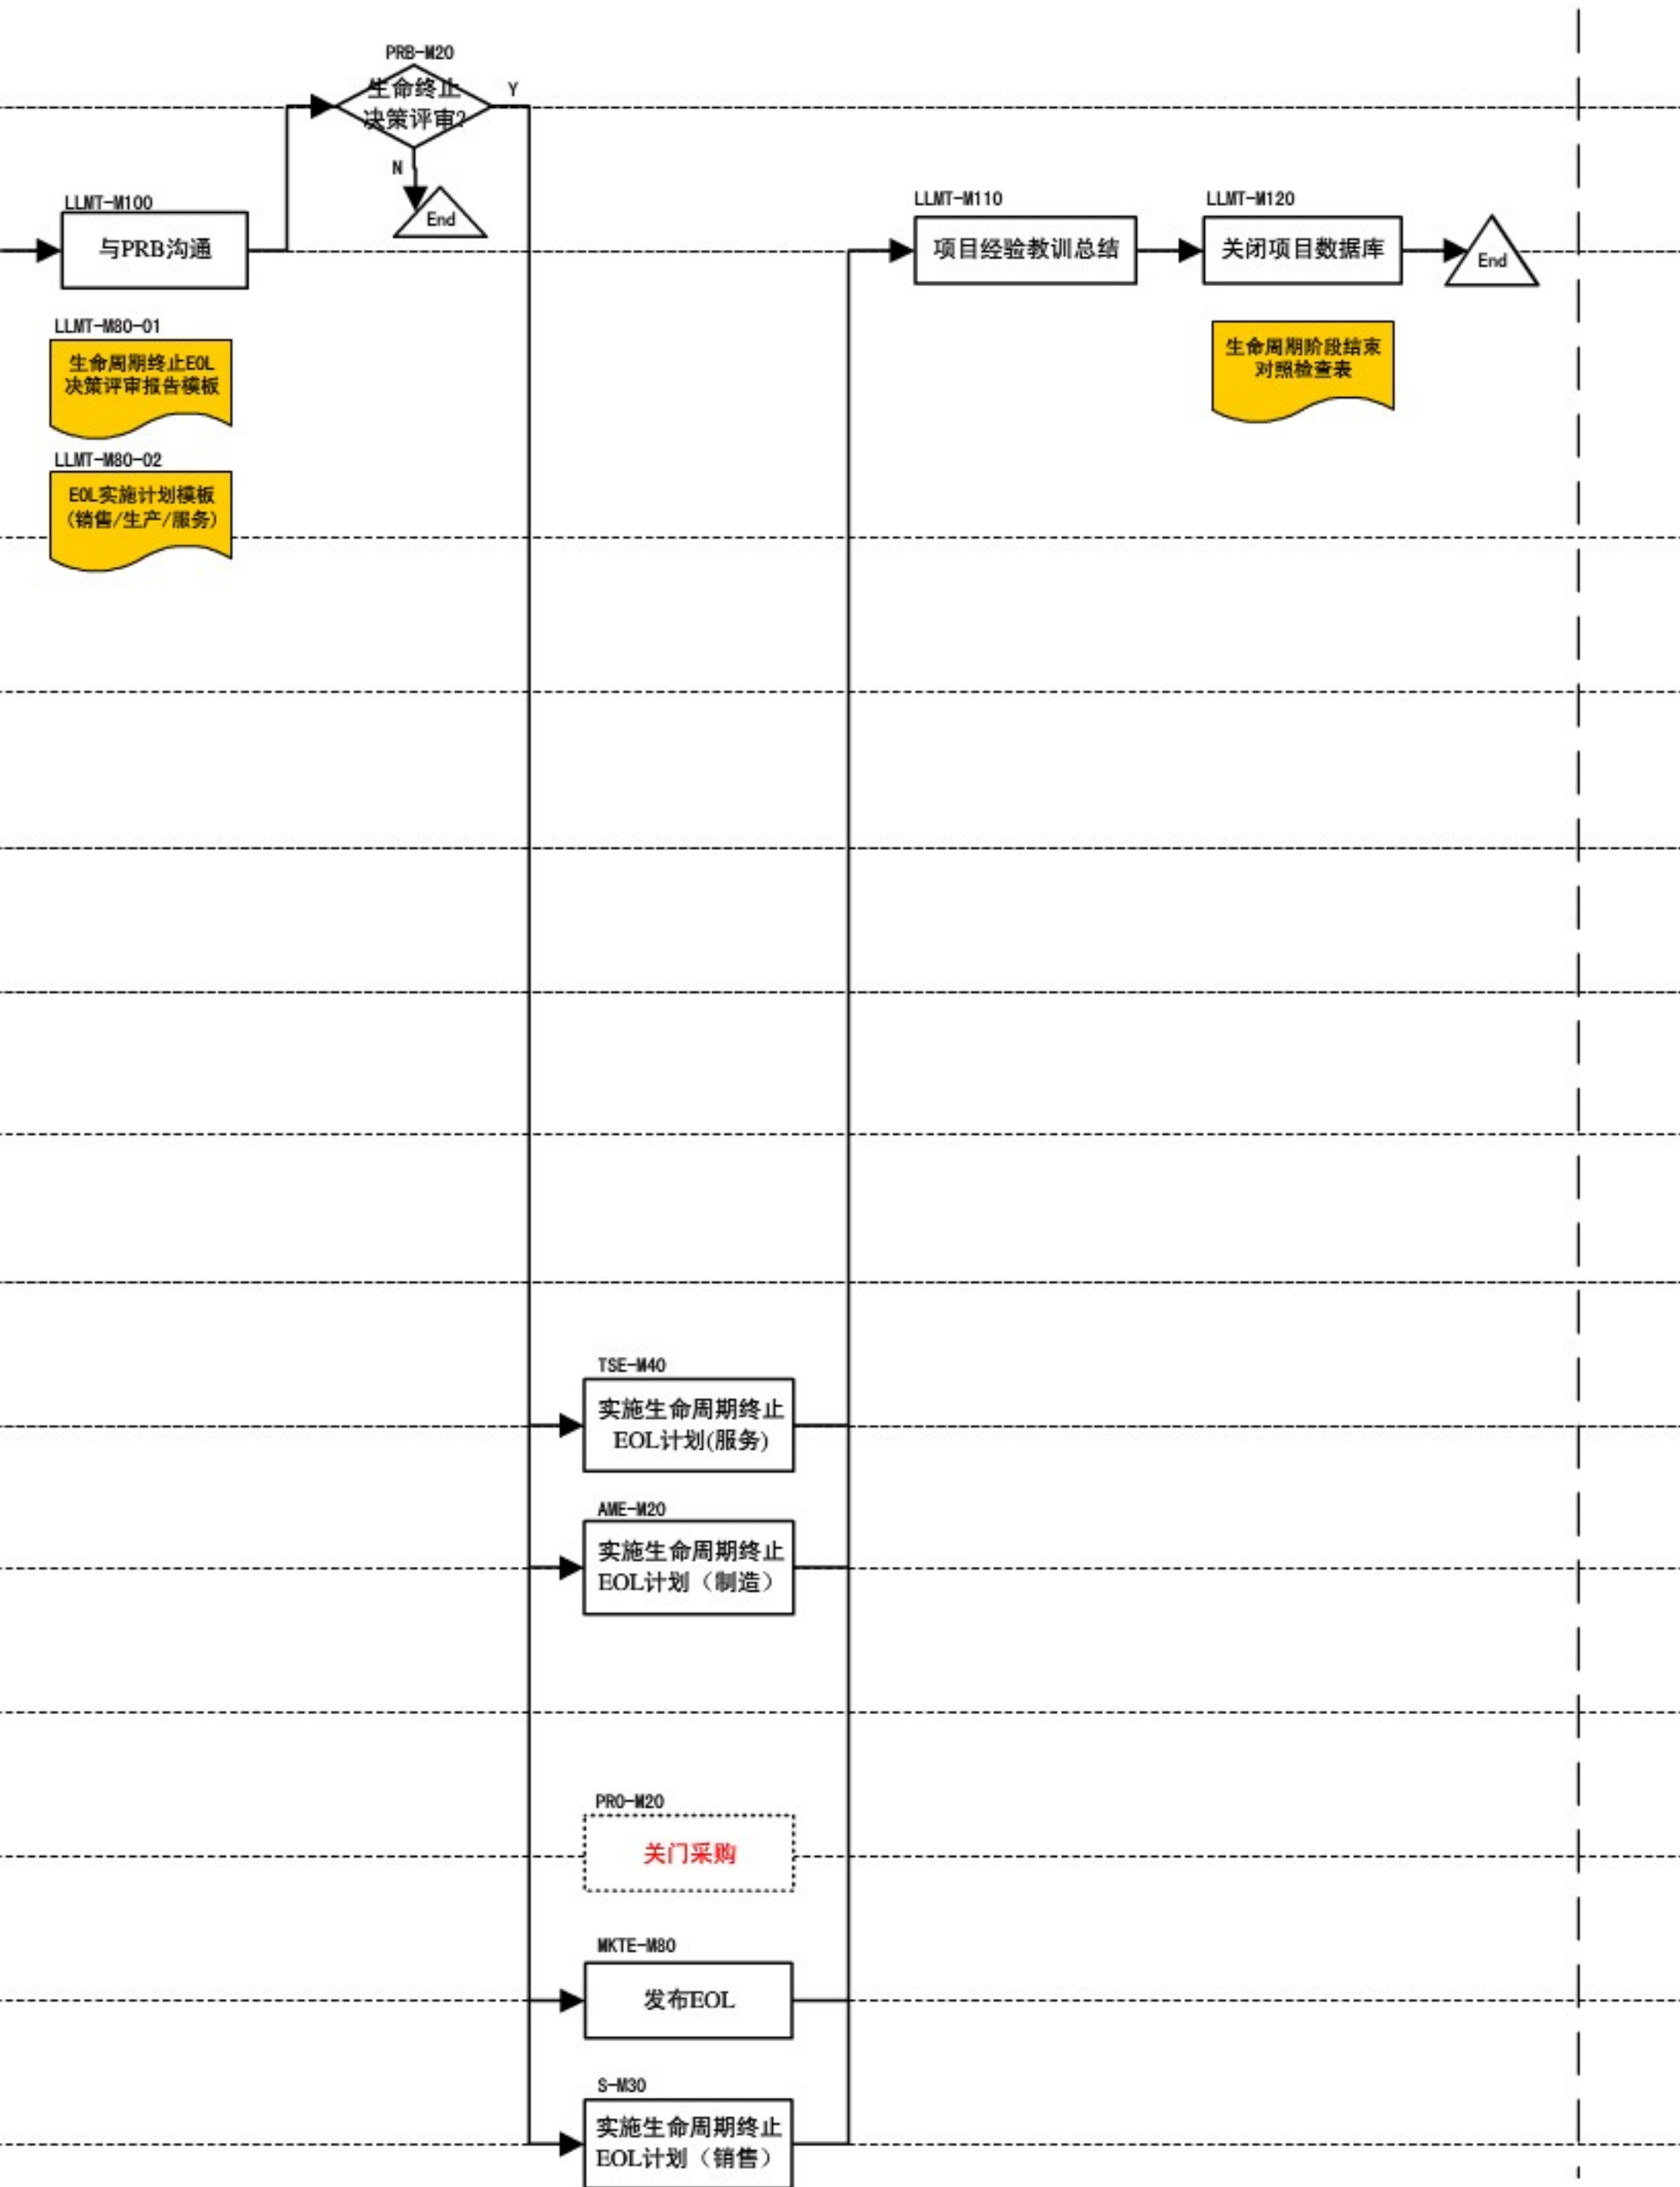 PRB-M20
生命终止
决策评审?
Y
N
End
LLMT-M100
与PRB沟通
LLMT-M80-01
生命周期终止EOL
决策评审报告模板
LLMT-M80-02
EOL实施计划模板
(销售/生产/服务)
LLMT-M110
项目经验教训总结
LLMT-M120
关闭项目数据库
End
生命周期阶段结束
对照检查表
TSE-M40
实施生命周期终止
EOL计划(服务)
AME-M20
实施生命周期终止
EOL计划（制造）
PRO-M20
关门采购
MKTE-M80
发布EOL
S-M30
实施生命周期终止
EOL计划（销售）